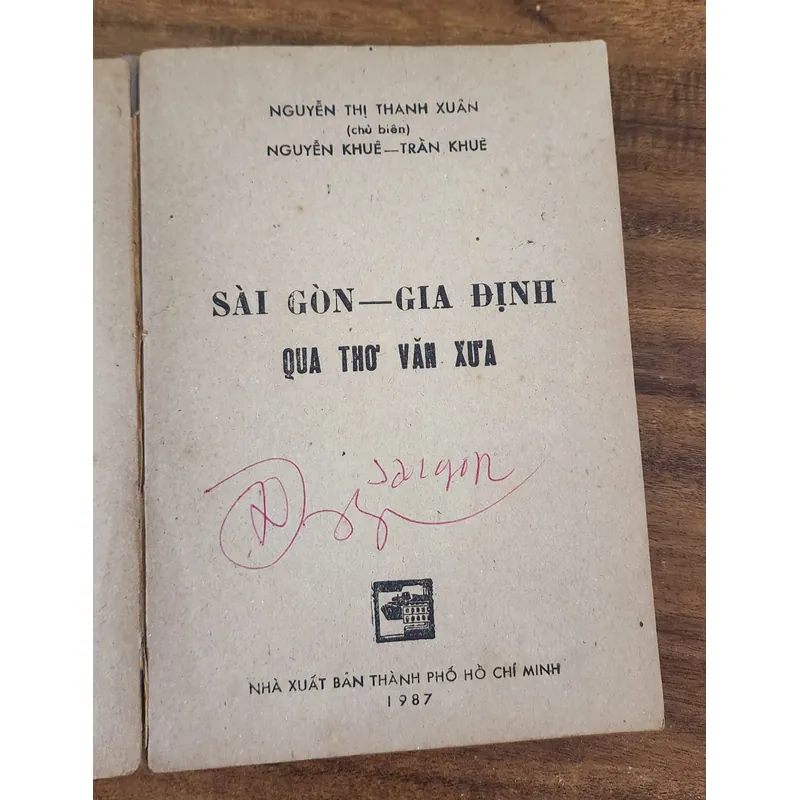 NGUYỄN THỊ THANH XUÂN
(chủ biên)
NGUYỄN KHUÊ—TRẦN KHUÊ
SÀI GÒN—GIA ĐỊNH
QUA THƠ VĂN XƯA
Saigon
NHÀ XUẤT BẢN THÀNH PHỐ HỒ CHÍ MINH
1987